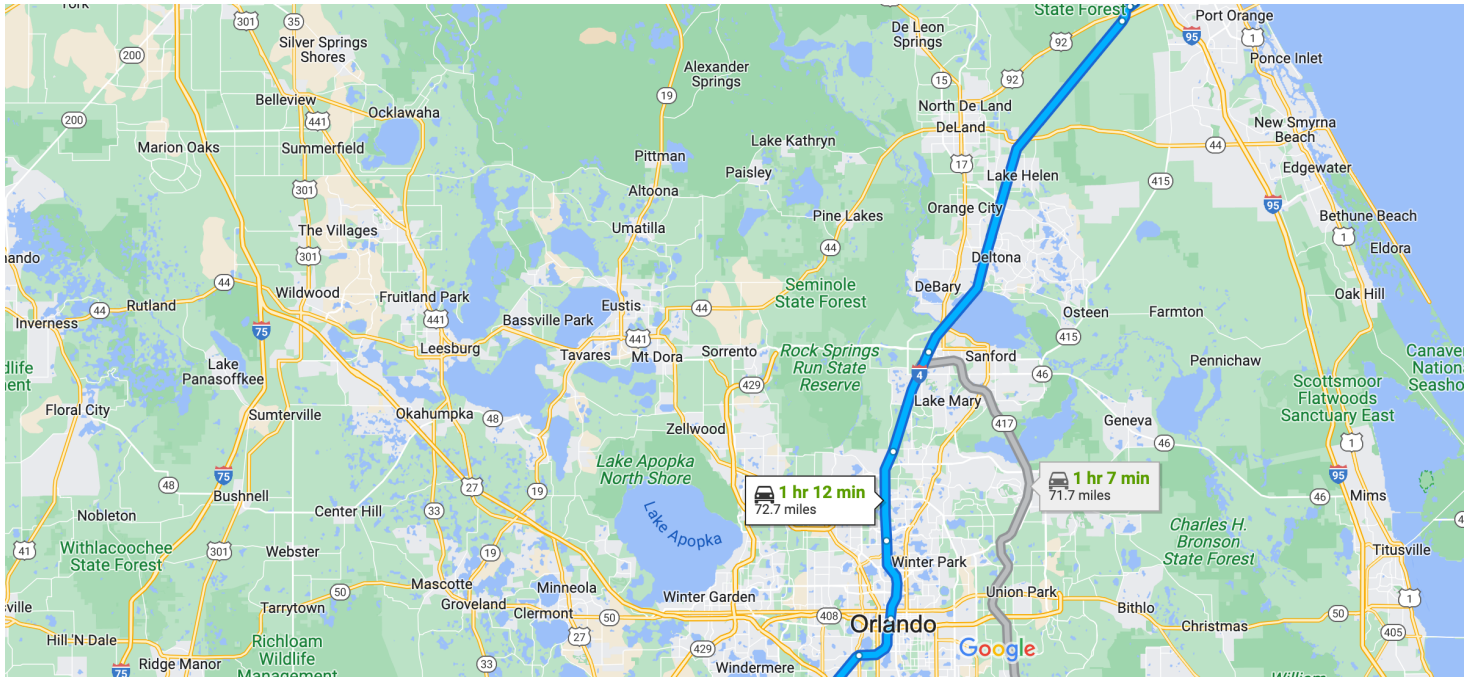 State Forest
Port Orange
301
35
De Leon
Springs
92
95
1
Silver Springs
Shores
200
Ponce Inlet
Alexander
Springs
15
92
19
Belleview
North De Land
Ocklawaha
441
200
New Smyrna
Beach
DeLand
Lake Kathryn
Marion Oaks
Summerfield
44
Pittman
17
Edgewater
Paisley
Lake Helen
415
301
Altoona
95
Orange City
Pine Lakes
Bethune Beach
The Villages
Umatilla
1
44
Eldora
301
Deltona
44
Seminole
State Forest
DeBary
Wildwood
Fruitland Park
Oak Hill
Rutland
Eustis
44
44
Osteen
Farmton
Inverness
75
441
Bassville Park
441
415
Leesburg
Tavares
Mt Dora
Sorrento
Rock Springs
Run State
Reserve
Sanford
Pennichaw
Lake
Panasoffkee
4
46
429
Scottsmoor
Flatwoods
Sanctuary East
Lake Mary
Floral City
Sumterville
Okahumpka
48
417
Geneva
Zellwood
46
1
Lake Apopka
North Shore
75
1 hr 7 min
71.7 miles
95
48
27
19
1 hr 12 min
72.7 miles
Bushnell
46
Mims
Nobleton
Center Hill
33
Lake Apopka
Charles H.
Bronson
State Forest
41
Withlacoochee
State Forest
301
Webster
19
Titusville
Winter Park
Mascotte
Minneola
50
Union Park
Winter Garden
1
Groveland
Tarrytown
Clermont
50
408
Bithlo
50
Orlando
Christmas
405
Hill 'N Dale
Richloam
Wildlife
Management
27
429
Google
Ridge Manor
33
Windermere
75